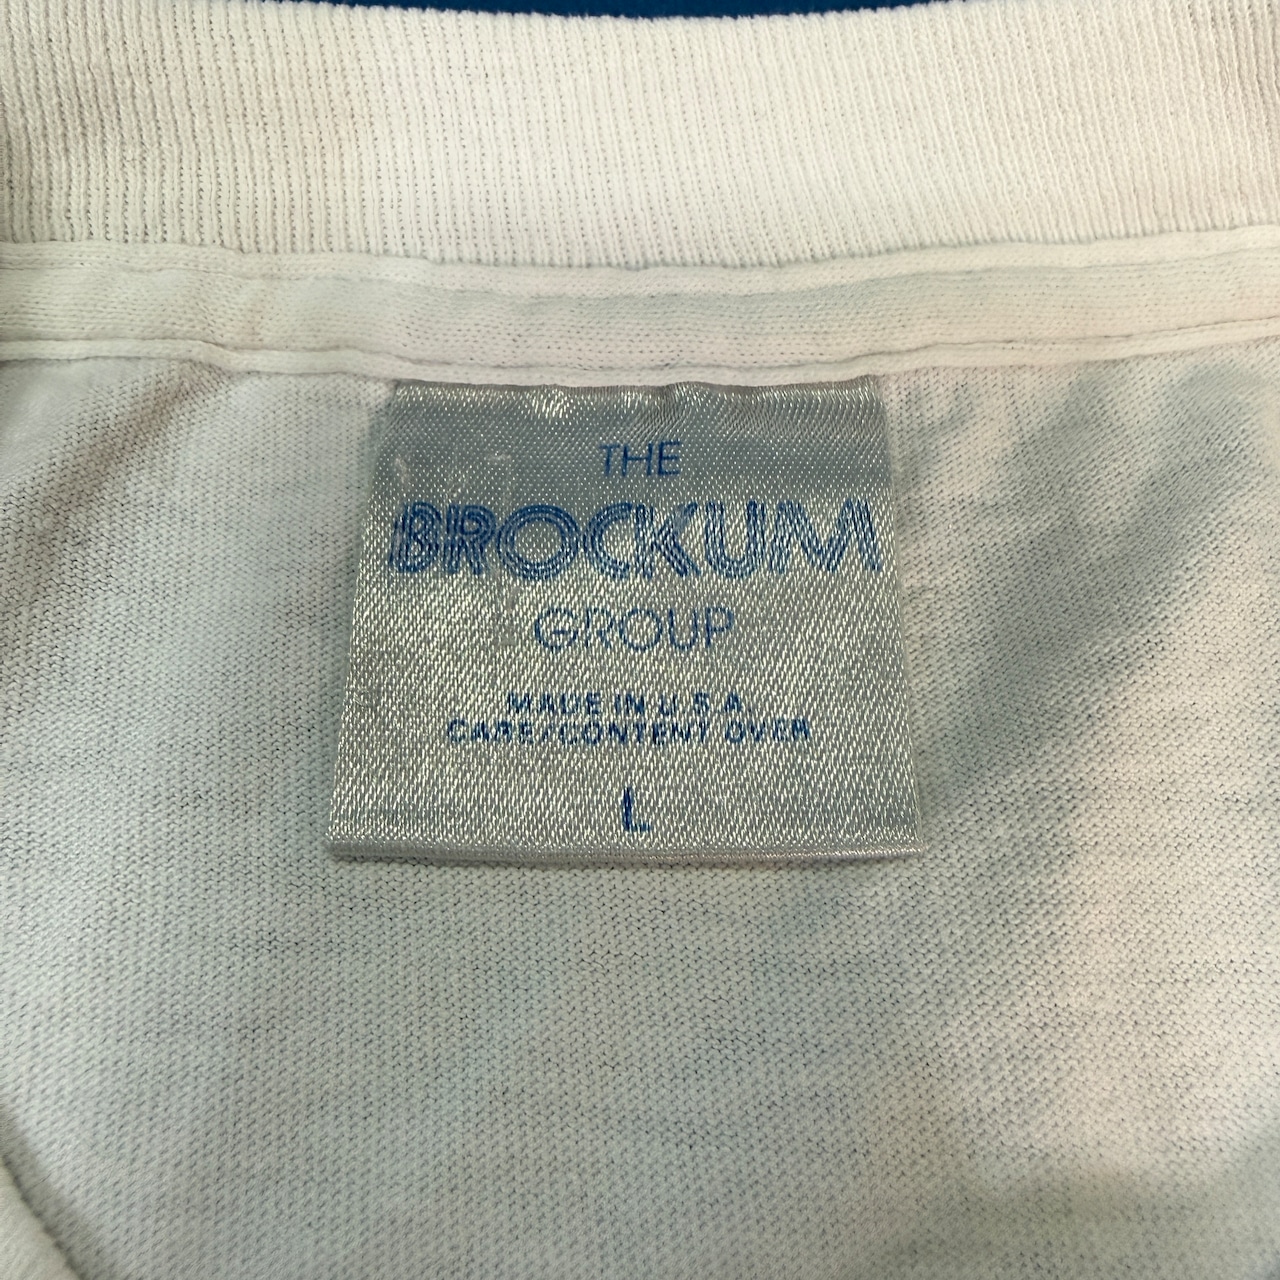 THE
BROCKUM
GROUP
MADE IN U.S.A.
CARE/CONTENT OVER
L